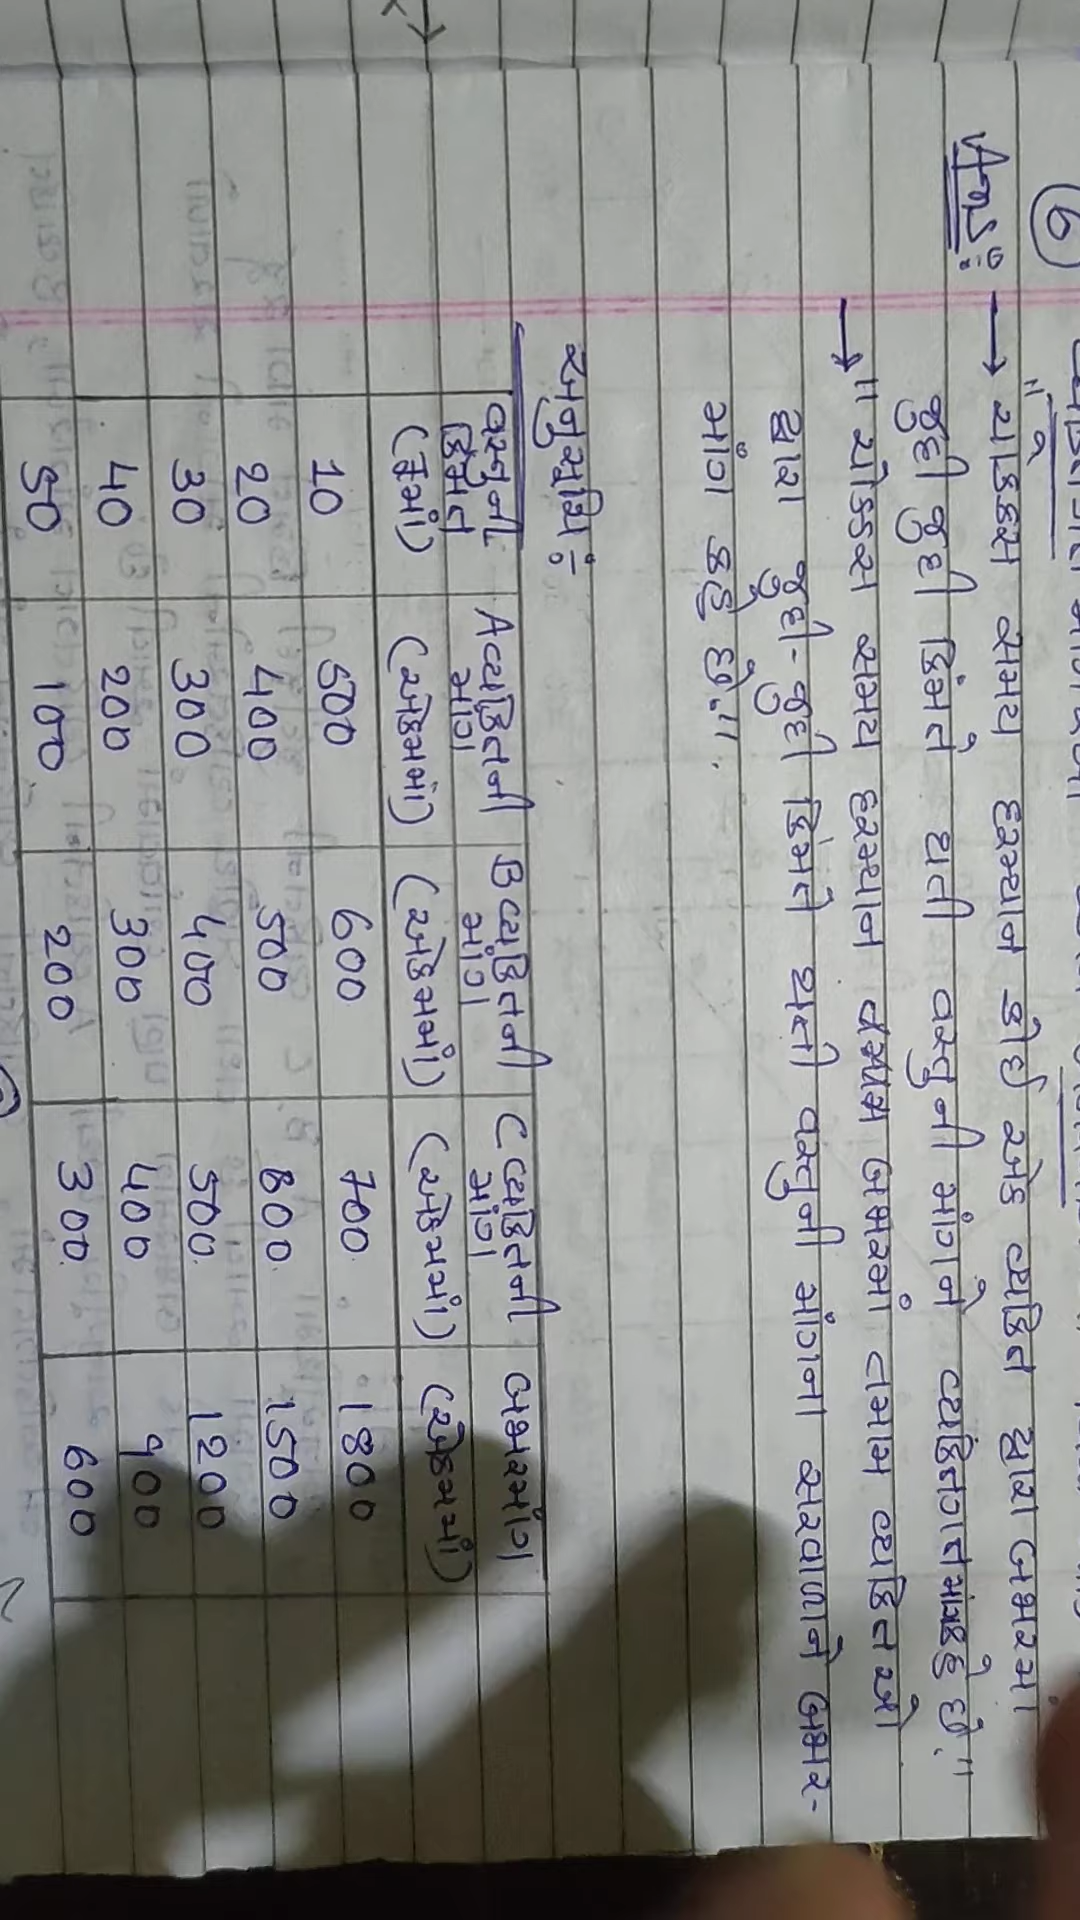 6
Ans:- → "ચોક્કસ સમય દરમ્યાન કોઈ એક વ્યક્તિ દ્વારા બજારમાં
જુદી જુદી કિંમતે થતી વસ્તુની માંગને વ્યક્તિગતમાંગ કહે છે."
→ "ચોક્કસ સમય દરમ્યાન બજારમાં તમામ વ્યક્તિઓ
દ્વારા જુદી-જુદી કિંમતે થતી વસ્તુની માંગના સરવાળાને બજાર-
માંગ કહે છે.".
અનુસૂચિ :-
વસ્તુની કિંમત (રૂમાં) A વ્યક્તિની માંગ (એકમમાં) B વ્યક્તિની માંગ (એકમમાં) C વ્યક્તિની માંગ (એકમમાં) બજારમાંગ (એકમમાં)
10 500 600 700 1800
20 400 500 600 1500
30 300 400 500 1200
40 200 300 400 900
50 100 200 300 600